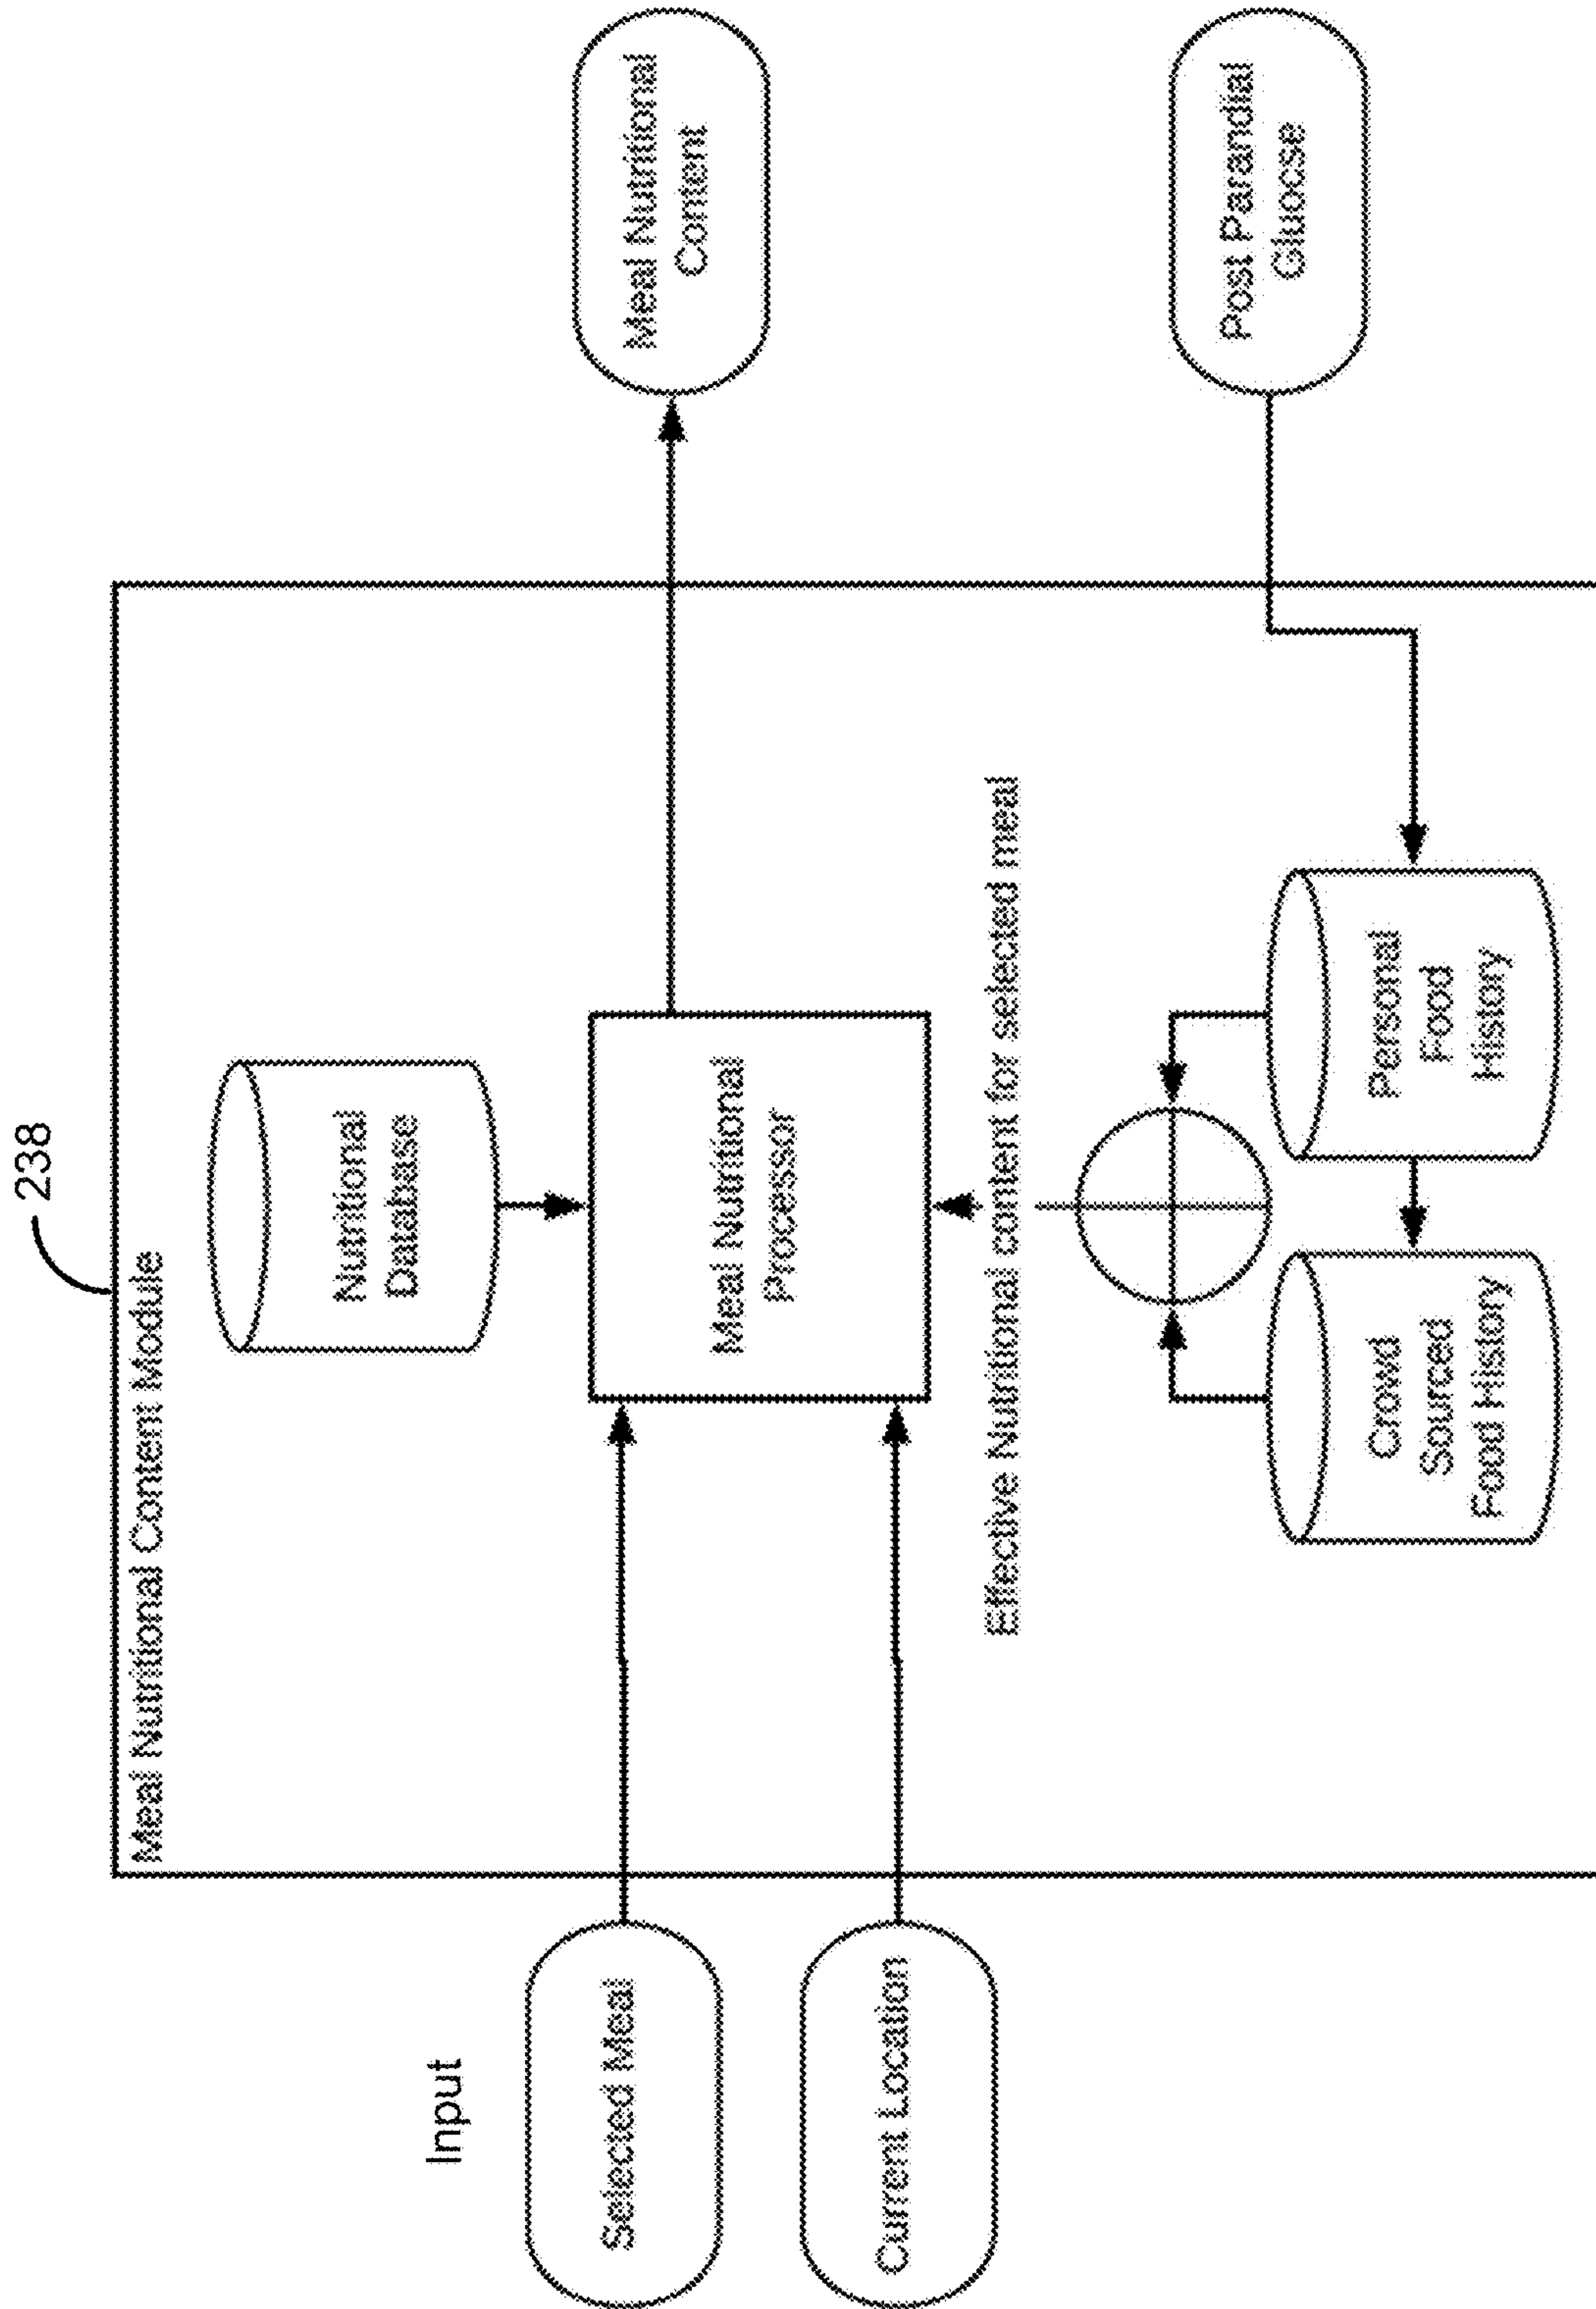 238
Meal Nutritional Content Module
Nutritional
Database
Input
Selected Meal
Meal Nutritional
Processor
Meal Nutritional
Content
Current Location
Effective Nutritional content for selected meal
Post Parandial
Gluocse
Crowd
Sourced
Food History
Personal
Food
History